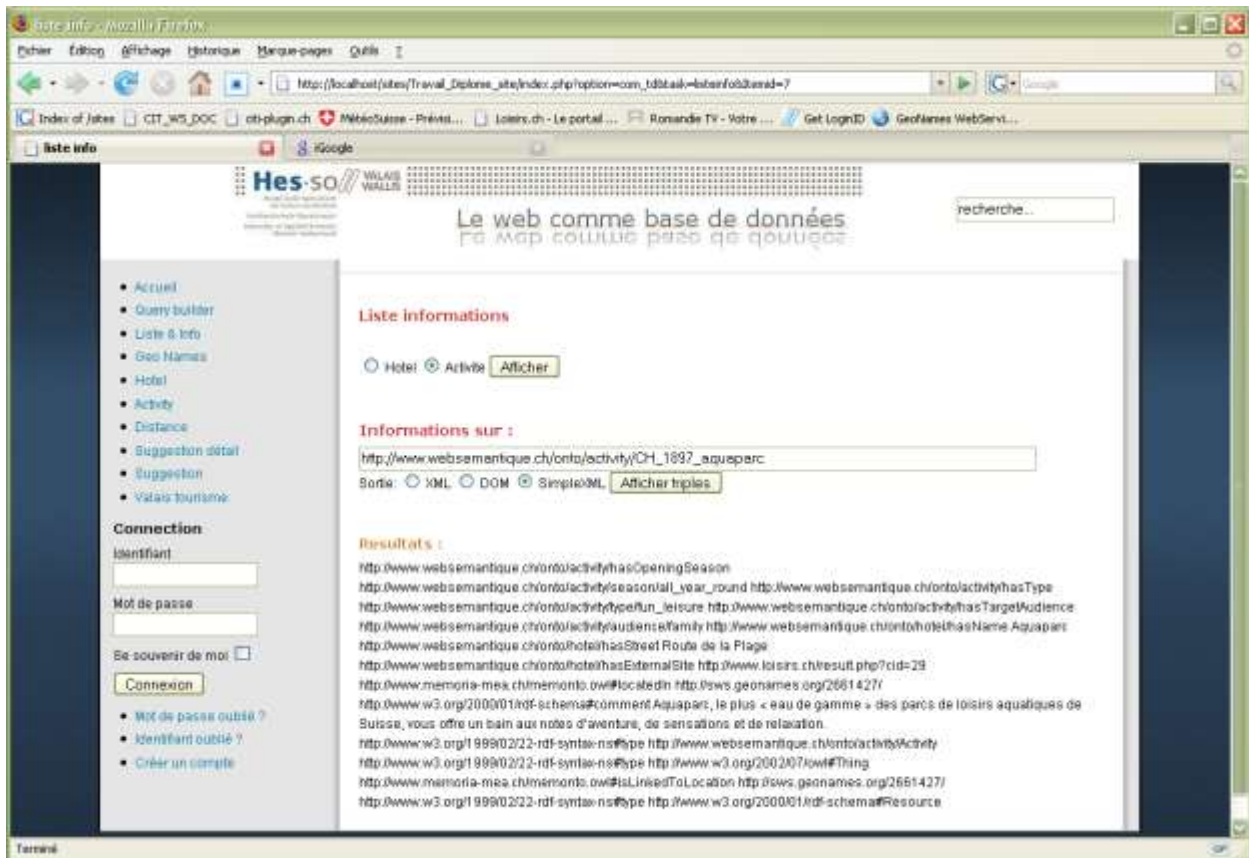 liste info - Mozilla Firefox
Fichier Édition Affichage Historique Marque-pages Outils ?
http://localhost/sites/Travail_Diplome_site/index.php?option=com_td&task=listeinfo&Itemid=7
Google
Index of /sites CIT_WS_DOC citi-plugin.ch MétéoSuisse - Prévisi... Loisirs.ch - Le portail ... Romandie TV - Votre ... Get LoginID GeoNames WebServi...
liste info iGoogle
Hes-so VALAIS WALLIS
Le web comme base de données
recherche...
Accueil
Query builder
Liste & Info
Geo Names
Hotel
Activity
Distance
Suggestion détail
Suggestion
Valais tourisme
Connection
Identifiant
Mot de passe
Se souvenir de moi
Connexion
Mot de passe oublié ?
Identifiant oublié ?
Créer un compte
Liste informations
Hotel Activite Afficher
Informations sur :
http://www.websemantique.ch/onto/activity/CH_1897_aquaparc
Sortie: XML DOM SimpleXML Afficher triples
Resultats :
http://www.websemantique.ch/onto/activity/hasOpeningSeason
http://www.websemantique.ch/onto/activity/season/all_year_round http://www.websemantique.ch/onto/activity/hasType
http://www.websemantique.ch/onto/activity/type/fun_leisure http://www.websemantique.ch/onto/activity/hasTargetAudience
http://www.websemantique.ch/onto/activity/audience/family http://www.websemantique.ch/onto/hotel/hasName Aquaparc
http://www.websemantique.ch/onto/hotel/hasStreet Route de la Plage
http://www.websemantique.ch/onto/hotel/hasExternalSite http://www.loisirs.ch/result.php?cid=29
http://www.memoria-mea.ch/memonto.owl#locatedIn http://sws.geonames.org/2661427/
http://www.w3.org/2000/01/rdf-schema#comment Aquaparc, le plus « eau de gamme » des parcs de loisirs aquatiques de
Suisse, vous offre un bain aux notes d'aventure, de sensations et de relaxation.
http://www.w3.org/1999/02/22-rdf-syntax-ns#type http://www.websemantique.ch/onto/activity/Activity
http://www.w3.org/1999/02/22-rdf-syntax-ns#type http://www.w3.org/2002/07/owl#Thing
http://www.memoria-mea.ch/memonto.owl#isLinkedToLocation http://sws.geonames.org/2661427/
http://www.w3.org/1999/02/22-rdf-syntax-ns#type http://www.w3.org/2000/01/rdf-schema#Resource
Terminé